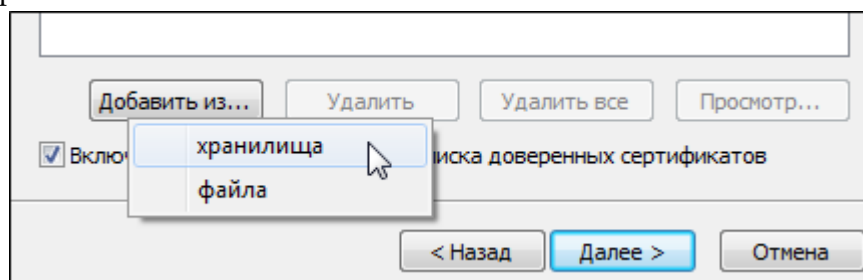 Добавить из... Удалить Удалить все Просмотр...
хранилища
Включ иска доверенных сертификатов
файла
< Назад Далее > Отмена